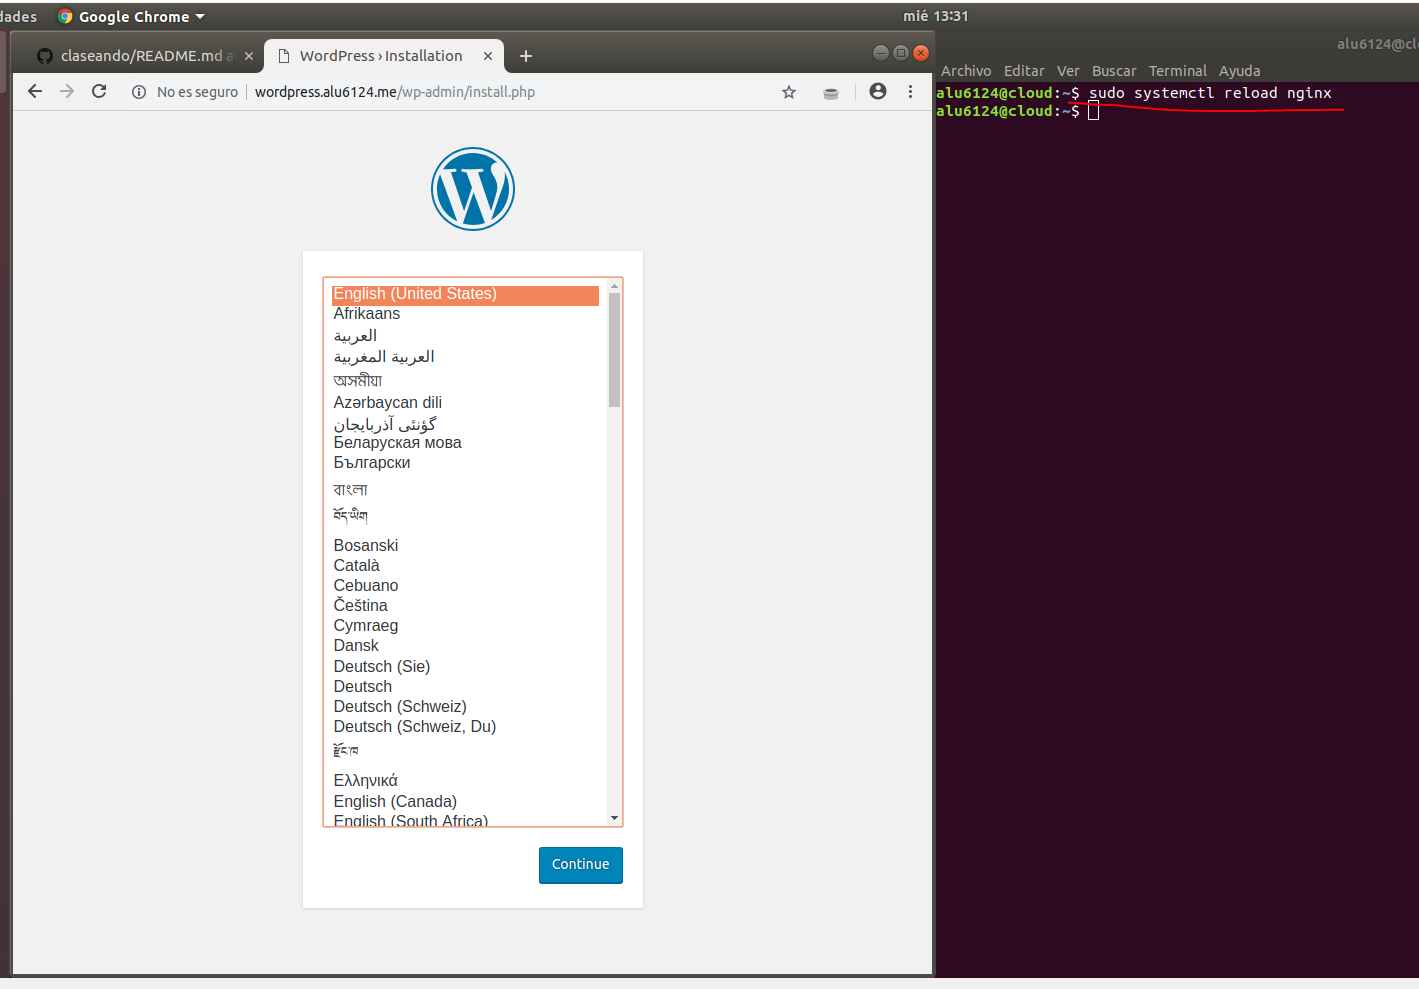 dades Google Chrome mié 13:31
claseando/README.md a
WordPress › Installation
alu6124@cl
No es seguro wordpress.alu6124.me/wp-admin/install.php
Archivo Editar Ver Buscar Terminal Ayuda
alu6124@cloud:~$ sudo systemctl reload nginx
alu6124@cloud:~$
English (United States)
Afrikaans
العربية
العربية المغربية
অসমীয়া
Azərbaycan dili
گؤنئی آذربایجان
Беларуская мова
Български
বাংলা
བོད་ཡིག
Bosanski
Català
Cebuano
Čeština
Cymraeg
Dansk
Deutsch (Sie)
Deutsch
Deutsch (Schweiz)
Deutsch (Schweiz, Du)
རྫོང་ཁ
Ελληνικά
English (Canada)
English (South Africa)
Continue